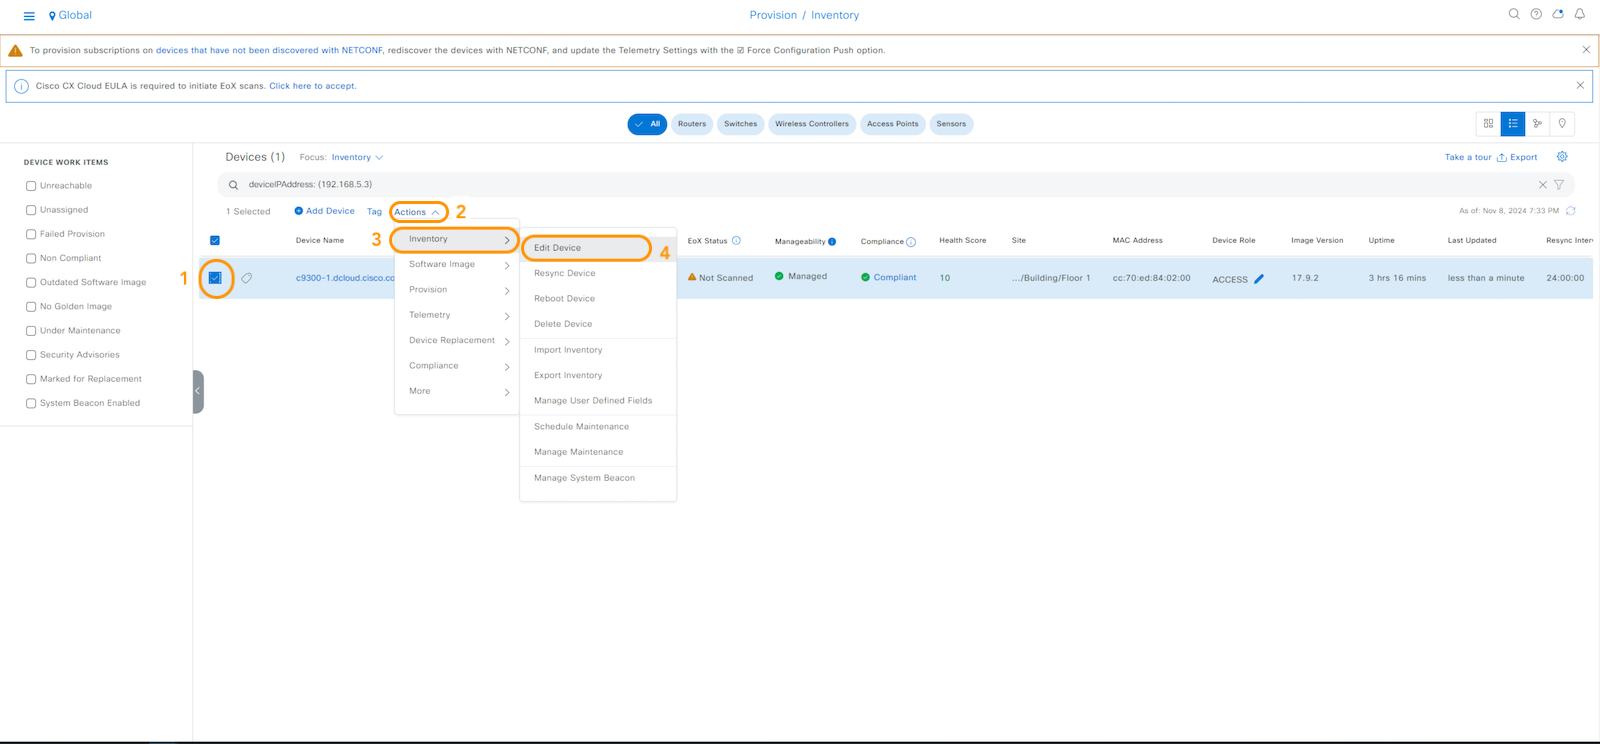 Global
Provision / Inventory
To provision subscriptions on devices that have not been discovered with NETCONF, rediscover the devices with NETCONF, and update the Telemetry Settings with the ☑ Force Configuration Push option.
Cisco CX Cloud EULA is required to initiate EoX scans. Click here to accept.
All Routers Switches Wireless Controllers Access Points Sensors
DEVICE WORK ITEMS
Unreachable
Unassigned
Failed Provision
Non Compliant
Outdated Software Image
No Golden Image
Under Maintenance
Security Advisories
Marked for Replacement
System Beacon Enabled
Devices (1) Focus: Inventory Take a tour Export
deviceIPAddress: (192.168.5.3)
1 Selected Add Device Tag Actions 2 As of: Nov 8, 2024 7:33 PM
Device Name EoX Status Manageability Compliance Health Score Site MAC Address Device Role Image Version Uptime Last Updated Resync Inter
1 c9300-1.dcloud.cisco.co Not Scanned Managed Compliant 10 .../Building/Floor 1 cc:70:ed:84:02:00 ACCESS 17.9.2 3 hrs 16 mins less than a minute 24:00:00
3 Inventory
Software Image
Provision
Telemetry
Device Replacement
Compliance
More
Edit Device 4
Resync Device
Reboot Device
Delete Device
Import Inventory
Export Inventory
Manage User Defined Fields
Schedule Maintenance
Manage Maintenance
Manage System Beacon